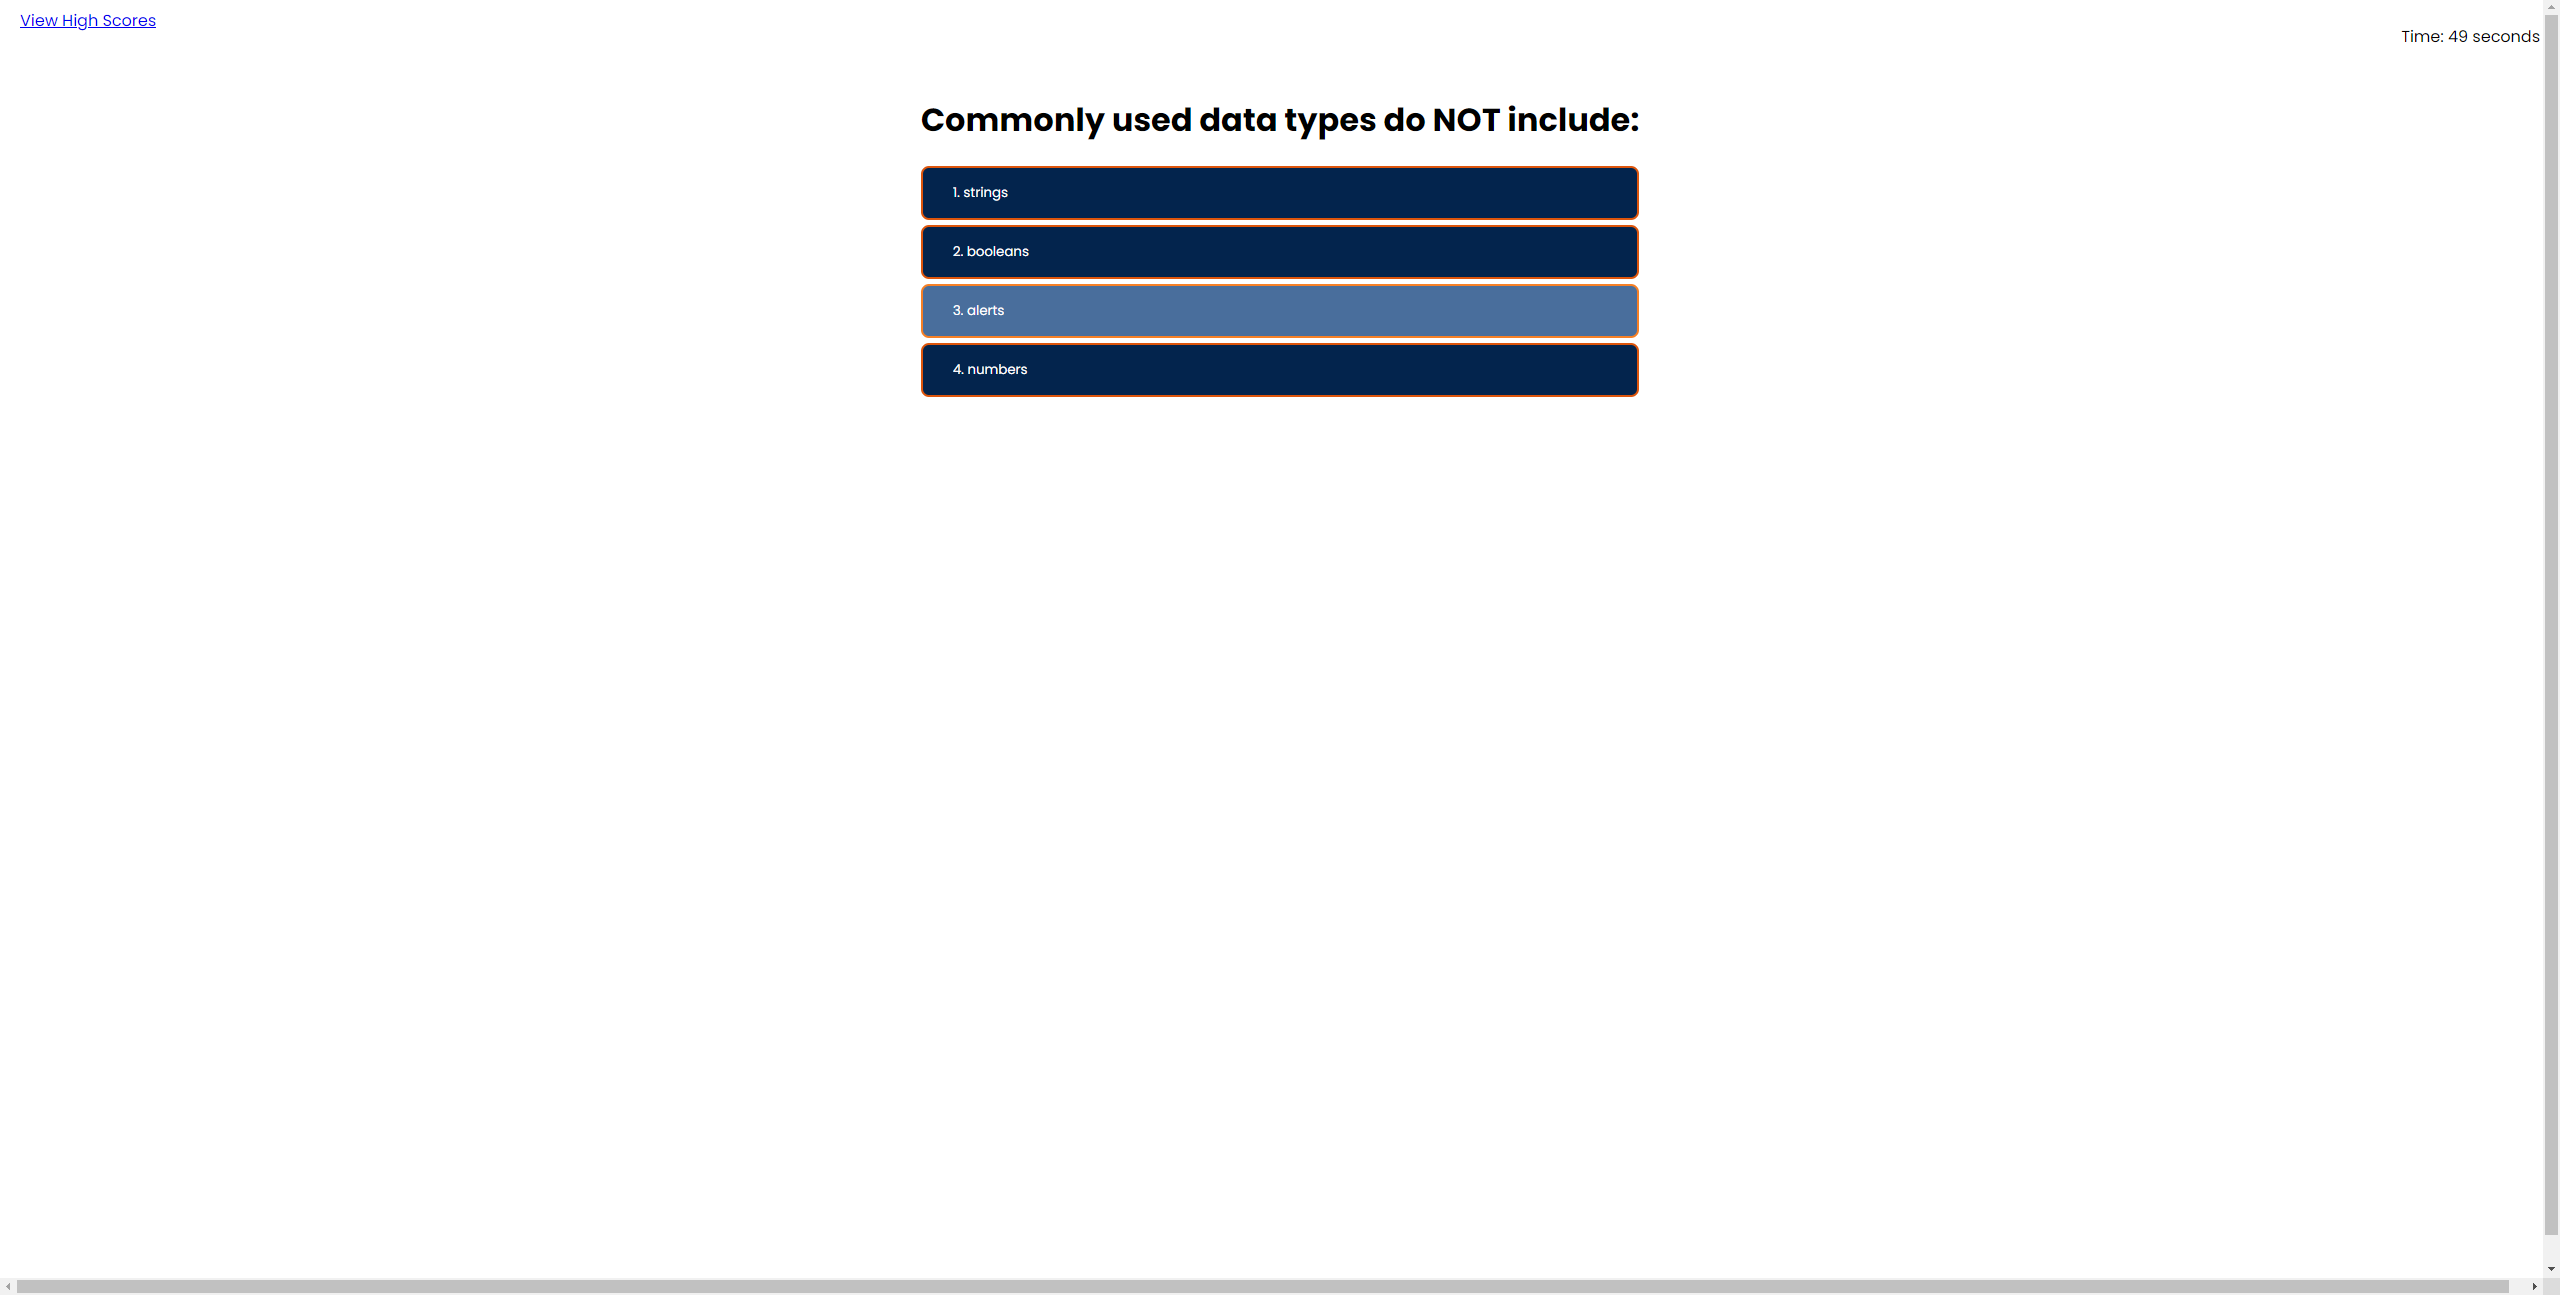 View High Scores
Time: 49 seconds
Commonly used data types do NOT include:
1. strings
2. booleans
3. alerts
4. numbers